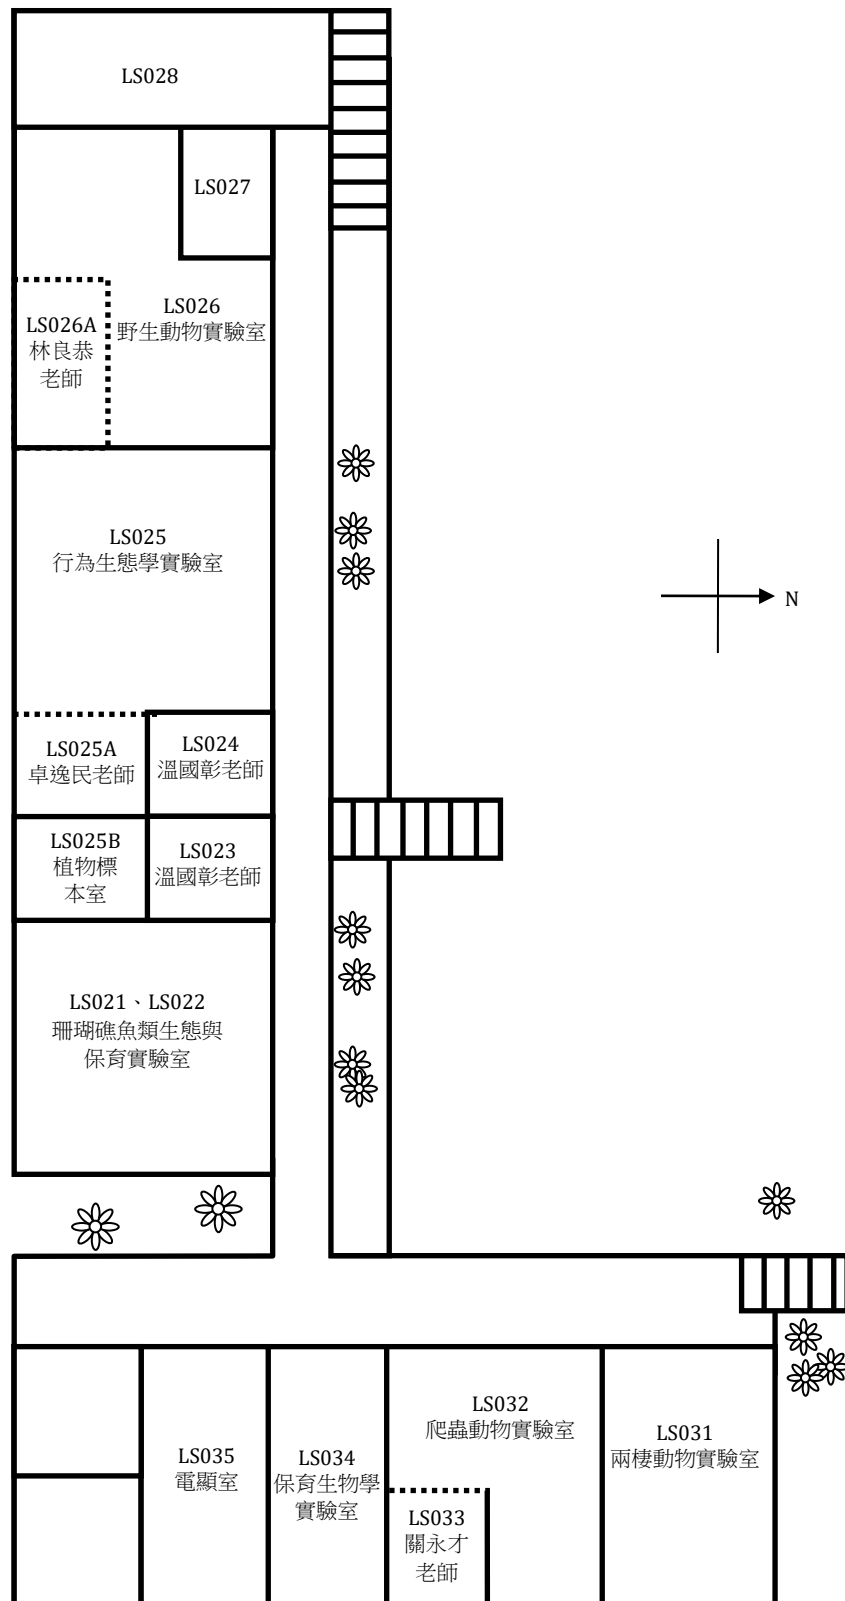 LS028
LS027
LS026
野生動物實驗室
LS026A
林良恭
老師
LS025
行為生態學實驗室
N
LS025A
卓逸民老師
LS024
溫國彰老師
LS025B
植物標
本室
LS023
溫國彰老師
LS021、LS022
珊瑚礁魚類生態與
保育實驗室
LS035
電顯室
LS034
保育生物學
實驗室
LS032
爬蟲動物實驗室
LS033
關永才
老師
LS031
兩棲動物實驗室